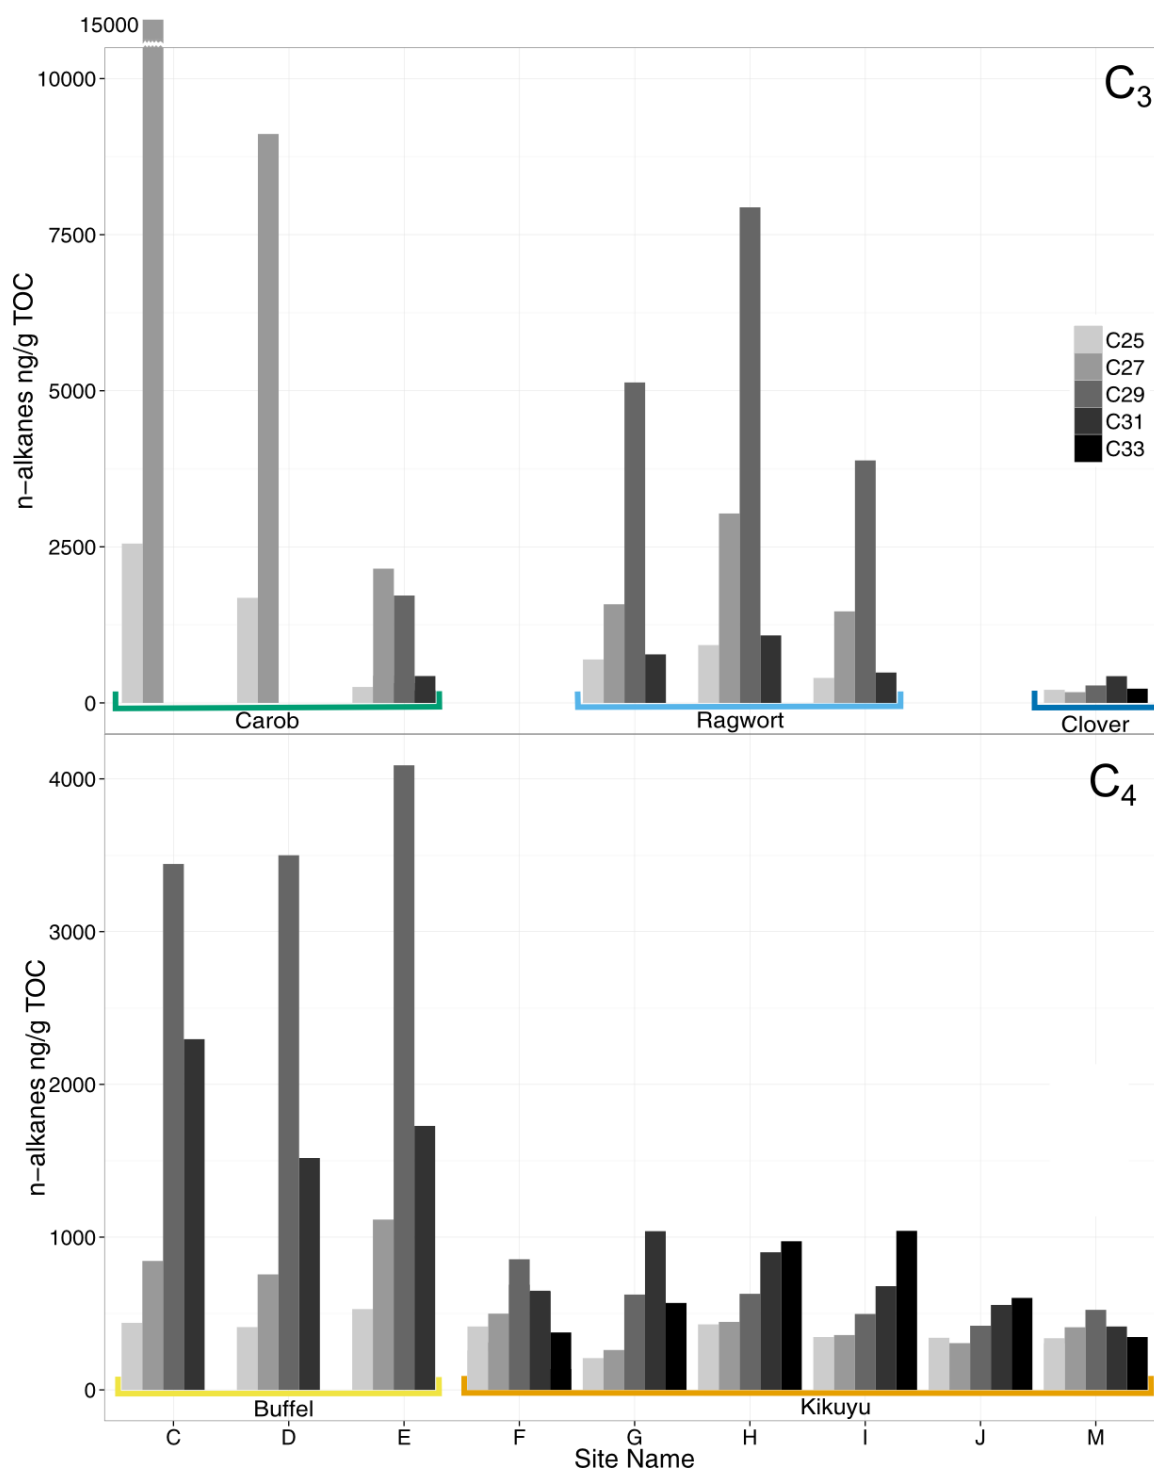 15000
10000
7500
5000
2500
0
n−alkanes ng/g TOC
C3
C25
C27
C29
C31
C33
Carob
Ragwort
Clover
4000
3000
2000
1000
0
n−alkanes ng/g TOC
C4
Buffel
Kikuyu
C D E F G H I J M
Site Name